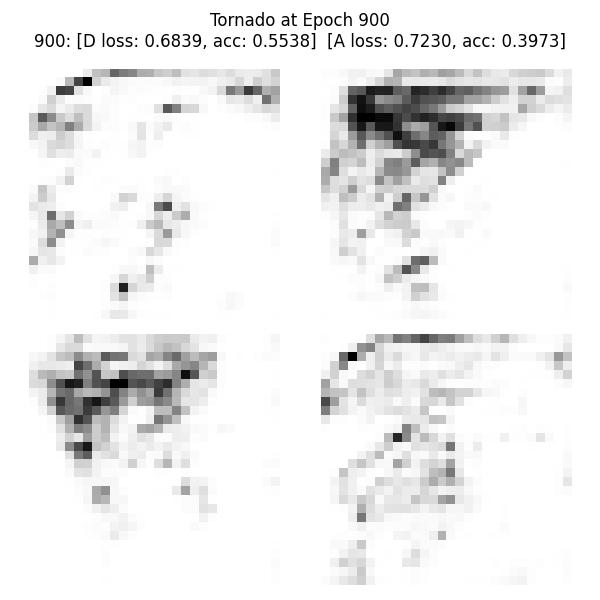 Tornado at Epoch 900
900: [D loss: 0.6839, acc: 0.5538]  [A loss: 0.7230, acc: 0.3973]